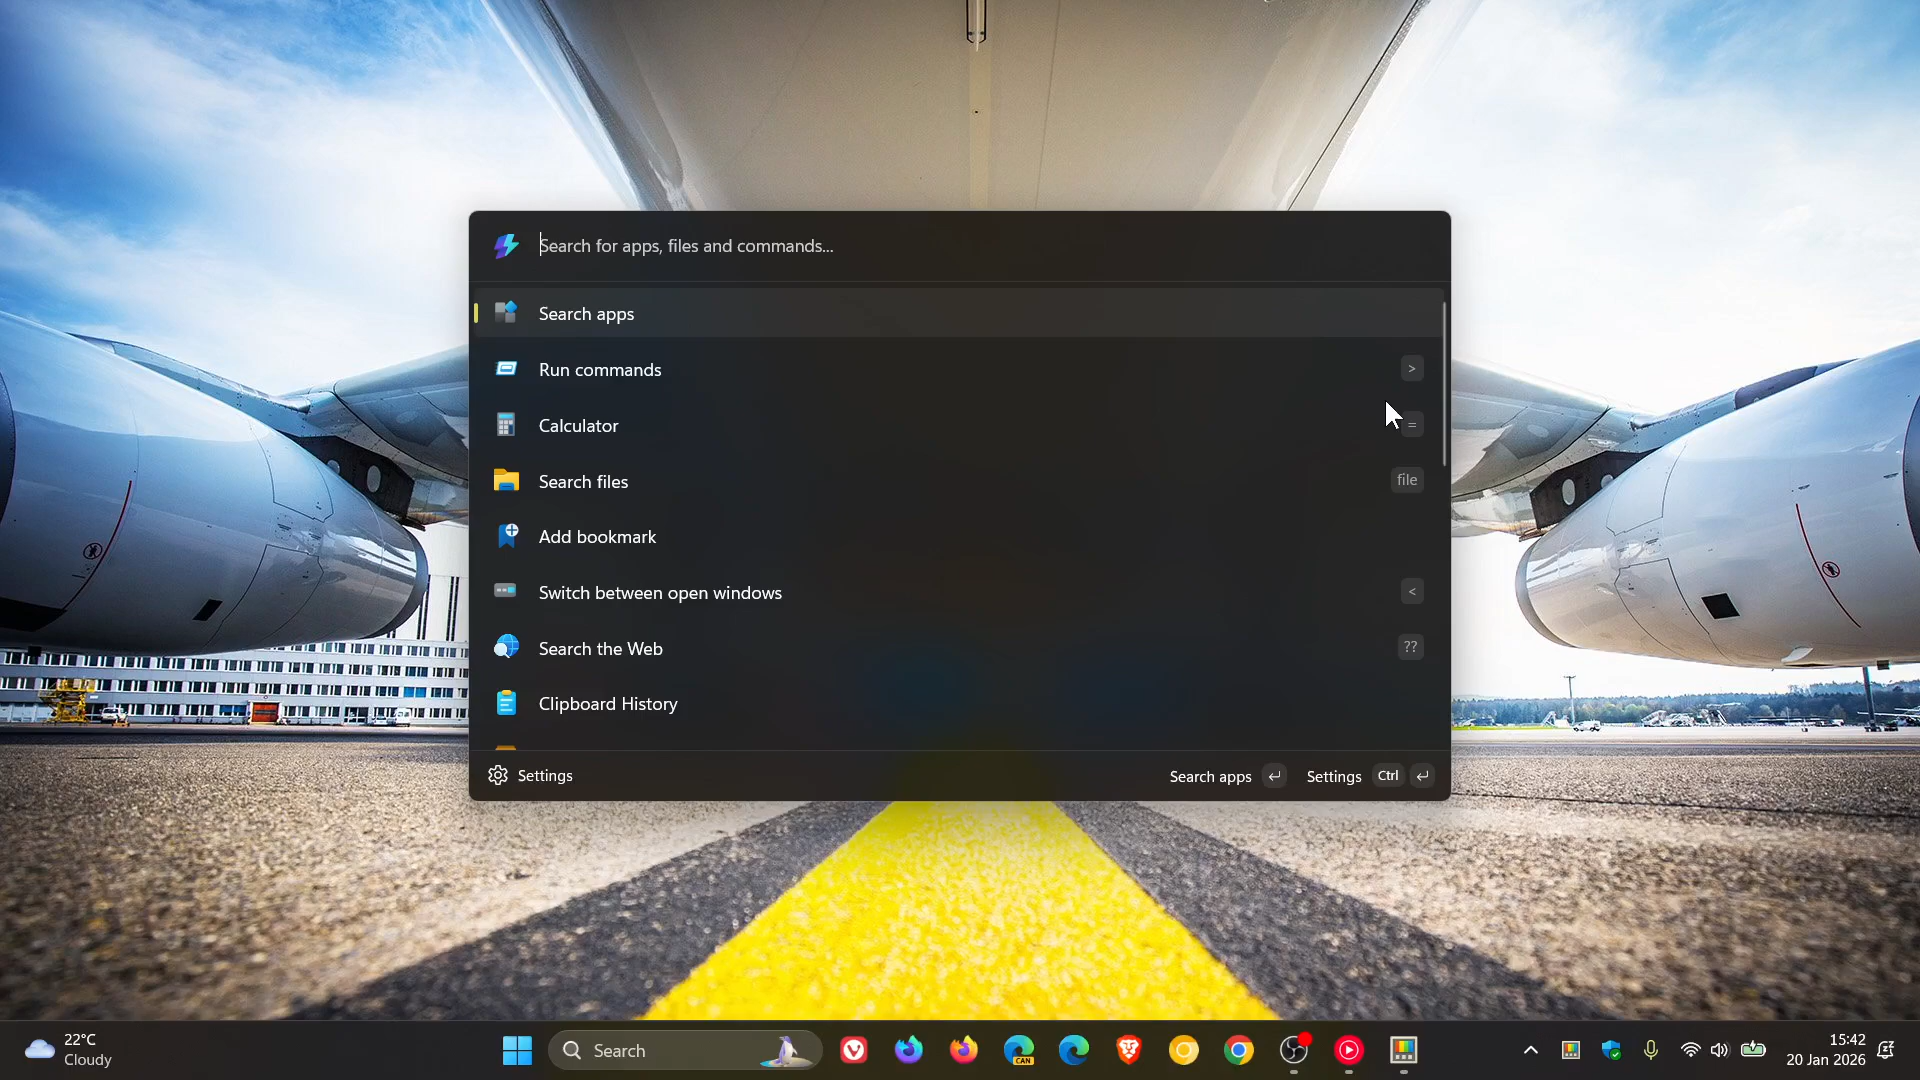 Search for apps, files and commands...
Search apps
Run commands >
Calculator =
Search files file
Add bookmark
Switch between open windows <
Search the Web ??
Clipboard History
Settings Search apps Settings Ctrl
22°C
Cloudy
Search
CAN
15:42
20 Jan 2026